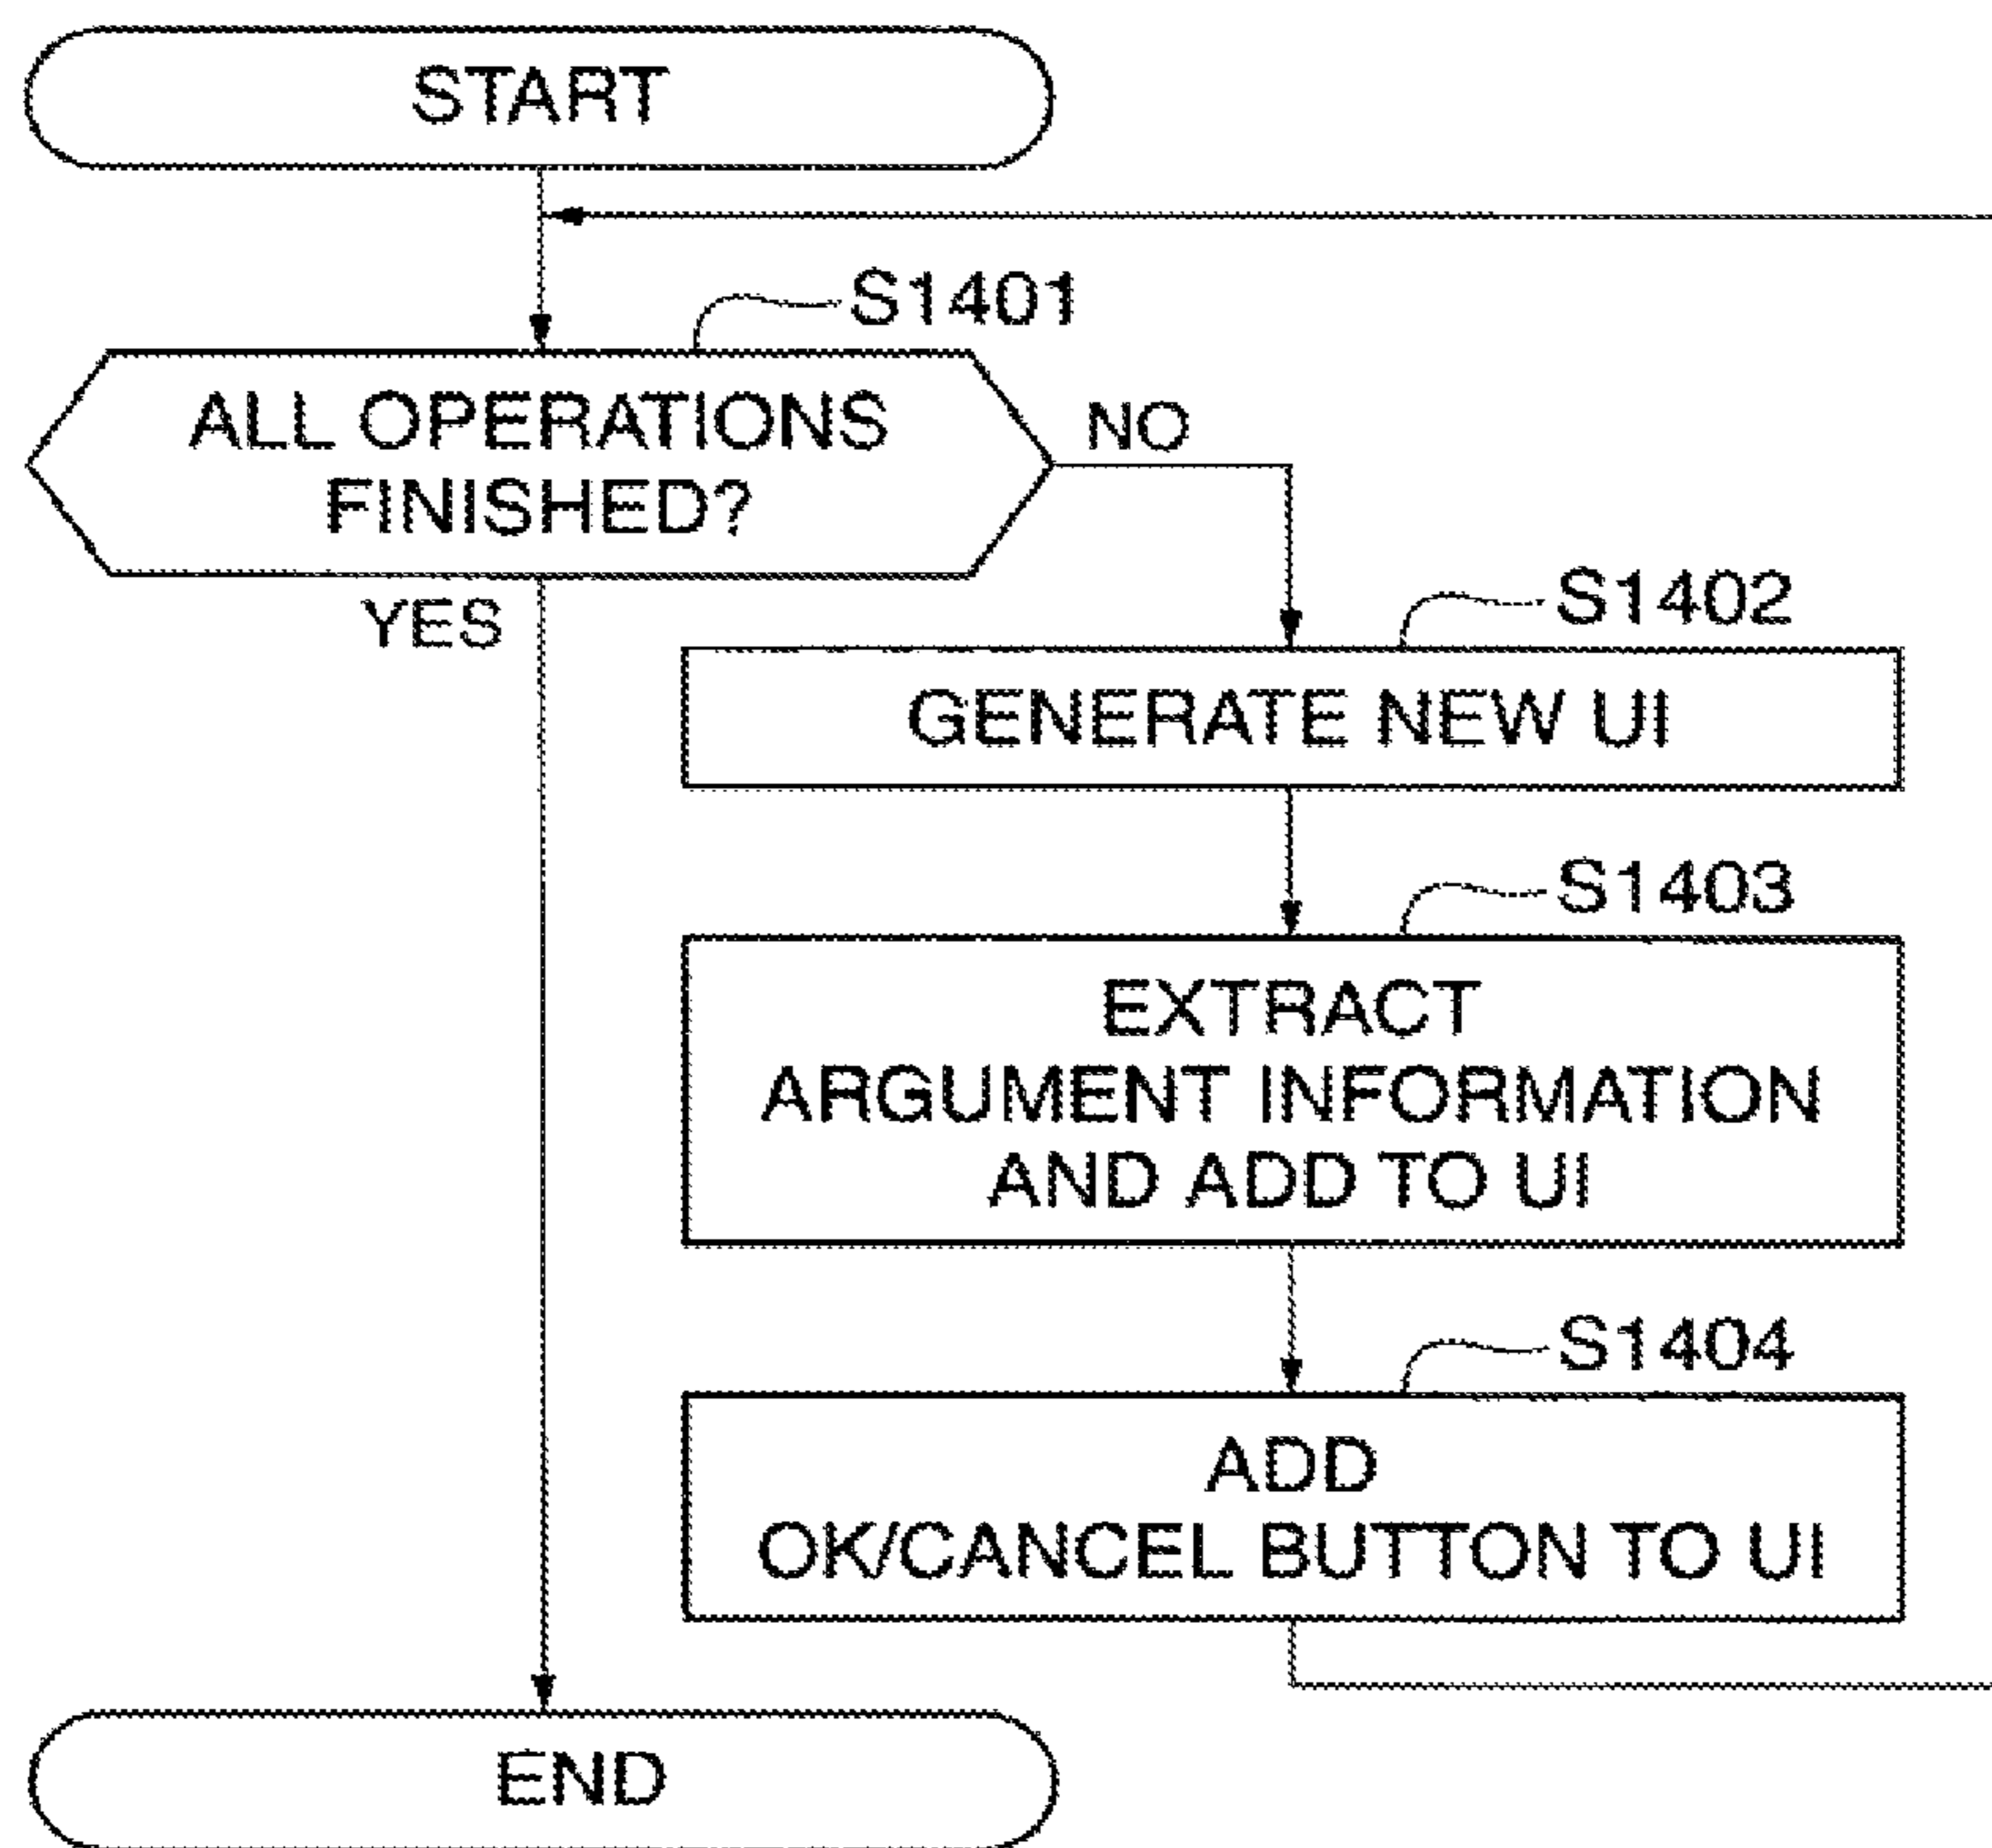 START
S1401
ALL OPERATIONS
FINISHED?
NO
YES
S1402
GENERATE NEW UI
S1403
EXTRACT
ARGUMENT INFORMATION
AND ADD TO UI
S1404
ADD
OK/CANCEL BUTTON TO UI
END